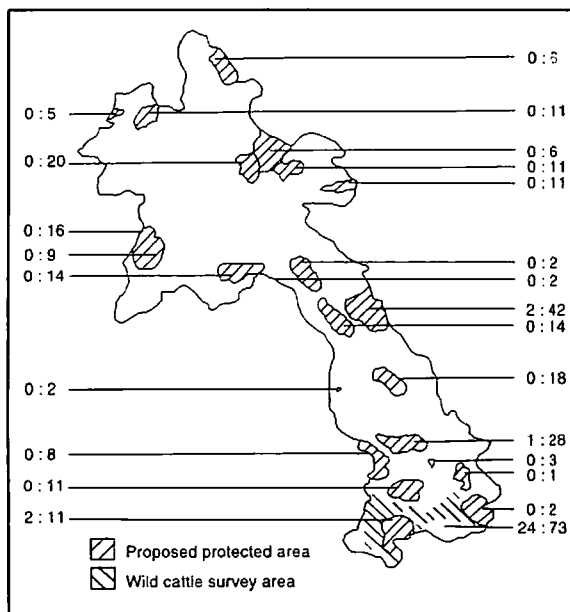 0 : 6
0 : 5
0 : 11
0 : 20
0 : 6
0 : 11
0 : 11
0 : 16
0 : 9
0 : 2
0 : 14
0 : 2
2 : 42
0 : 14
0 : 2
0 : 18
1 : 28
0 : 8
0 : 3
0 : 1
0 : 11
0 : 2
2 : 11
24 : 73
Proposed protected area
Wild cattle survey area